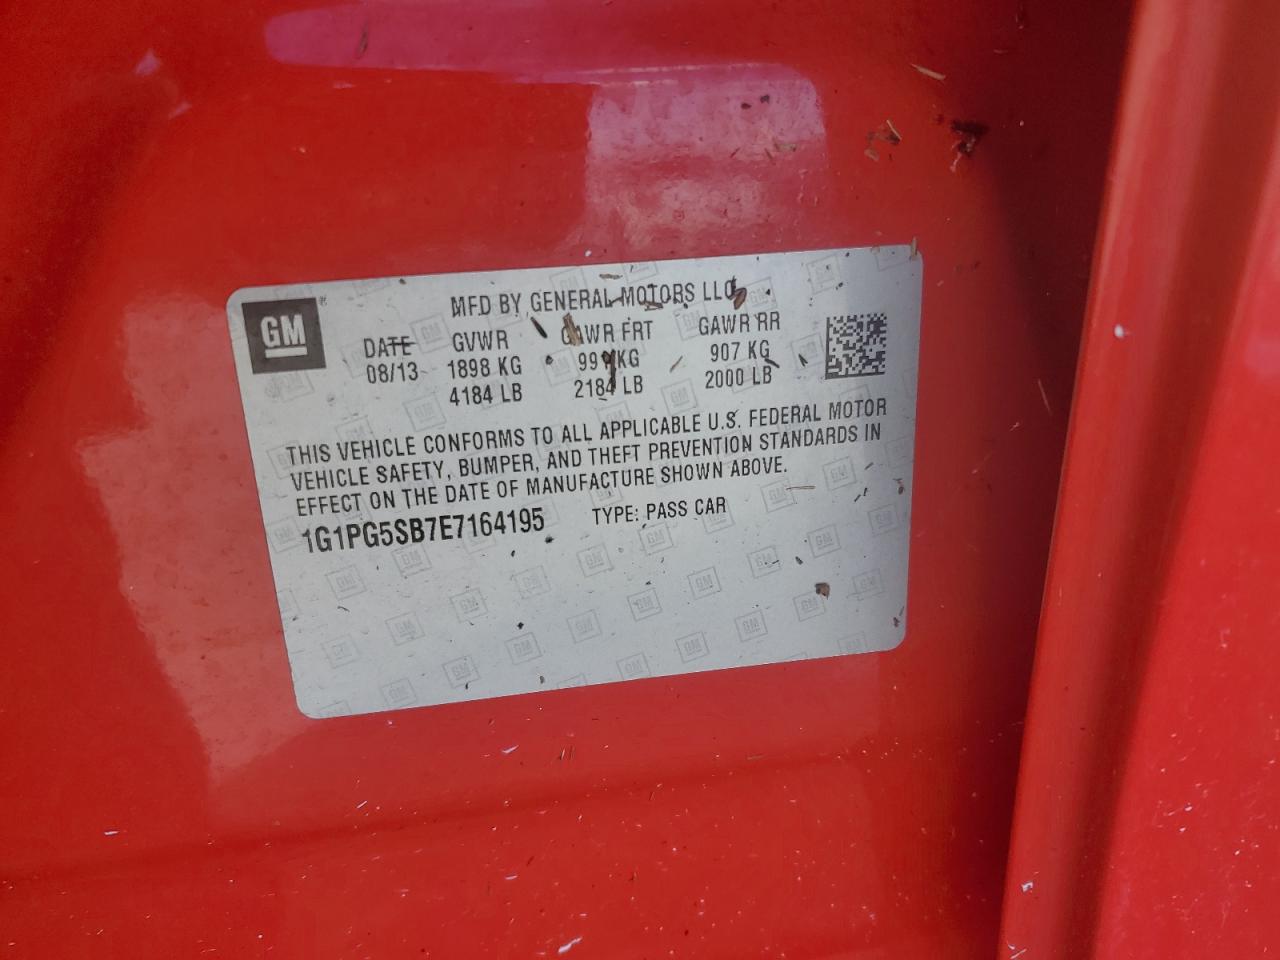 GM
MFD BY GENERAL MOTORS LLC
DATE GVWR GAWR FRT GAWR RR
08/13 1898 KG 991 KG 907 KG
4184 LB 2184 LB 2000 LB
THIS VEHICLE CONFORMS TO ALL APPLICABLE U.S. FEDERAL MOTOR
VEHICLE SAFETY, BUMPER, AND THEFT PREVENTION STANDARDS IN
EFFECT ON THE DATE OF MANUFACTURE SHOWN ABOVE.
1G1PG5SB7E7164195 TYPE: PASS CAR